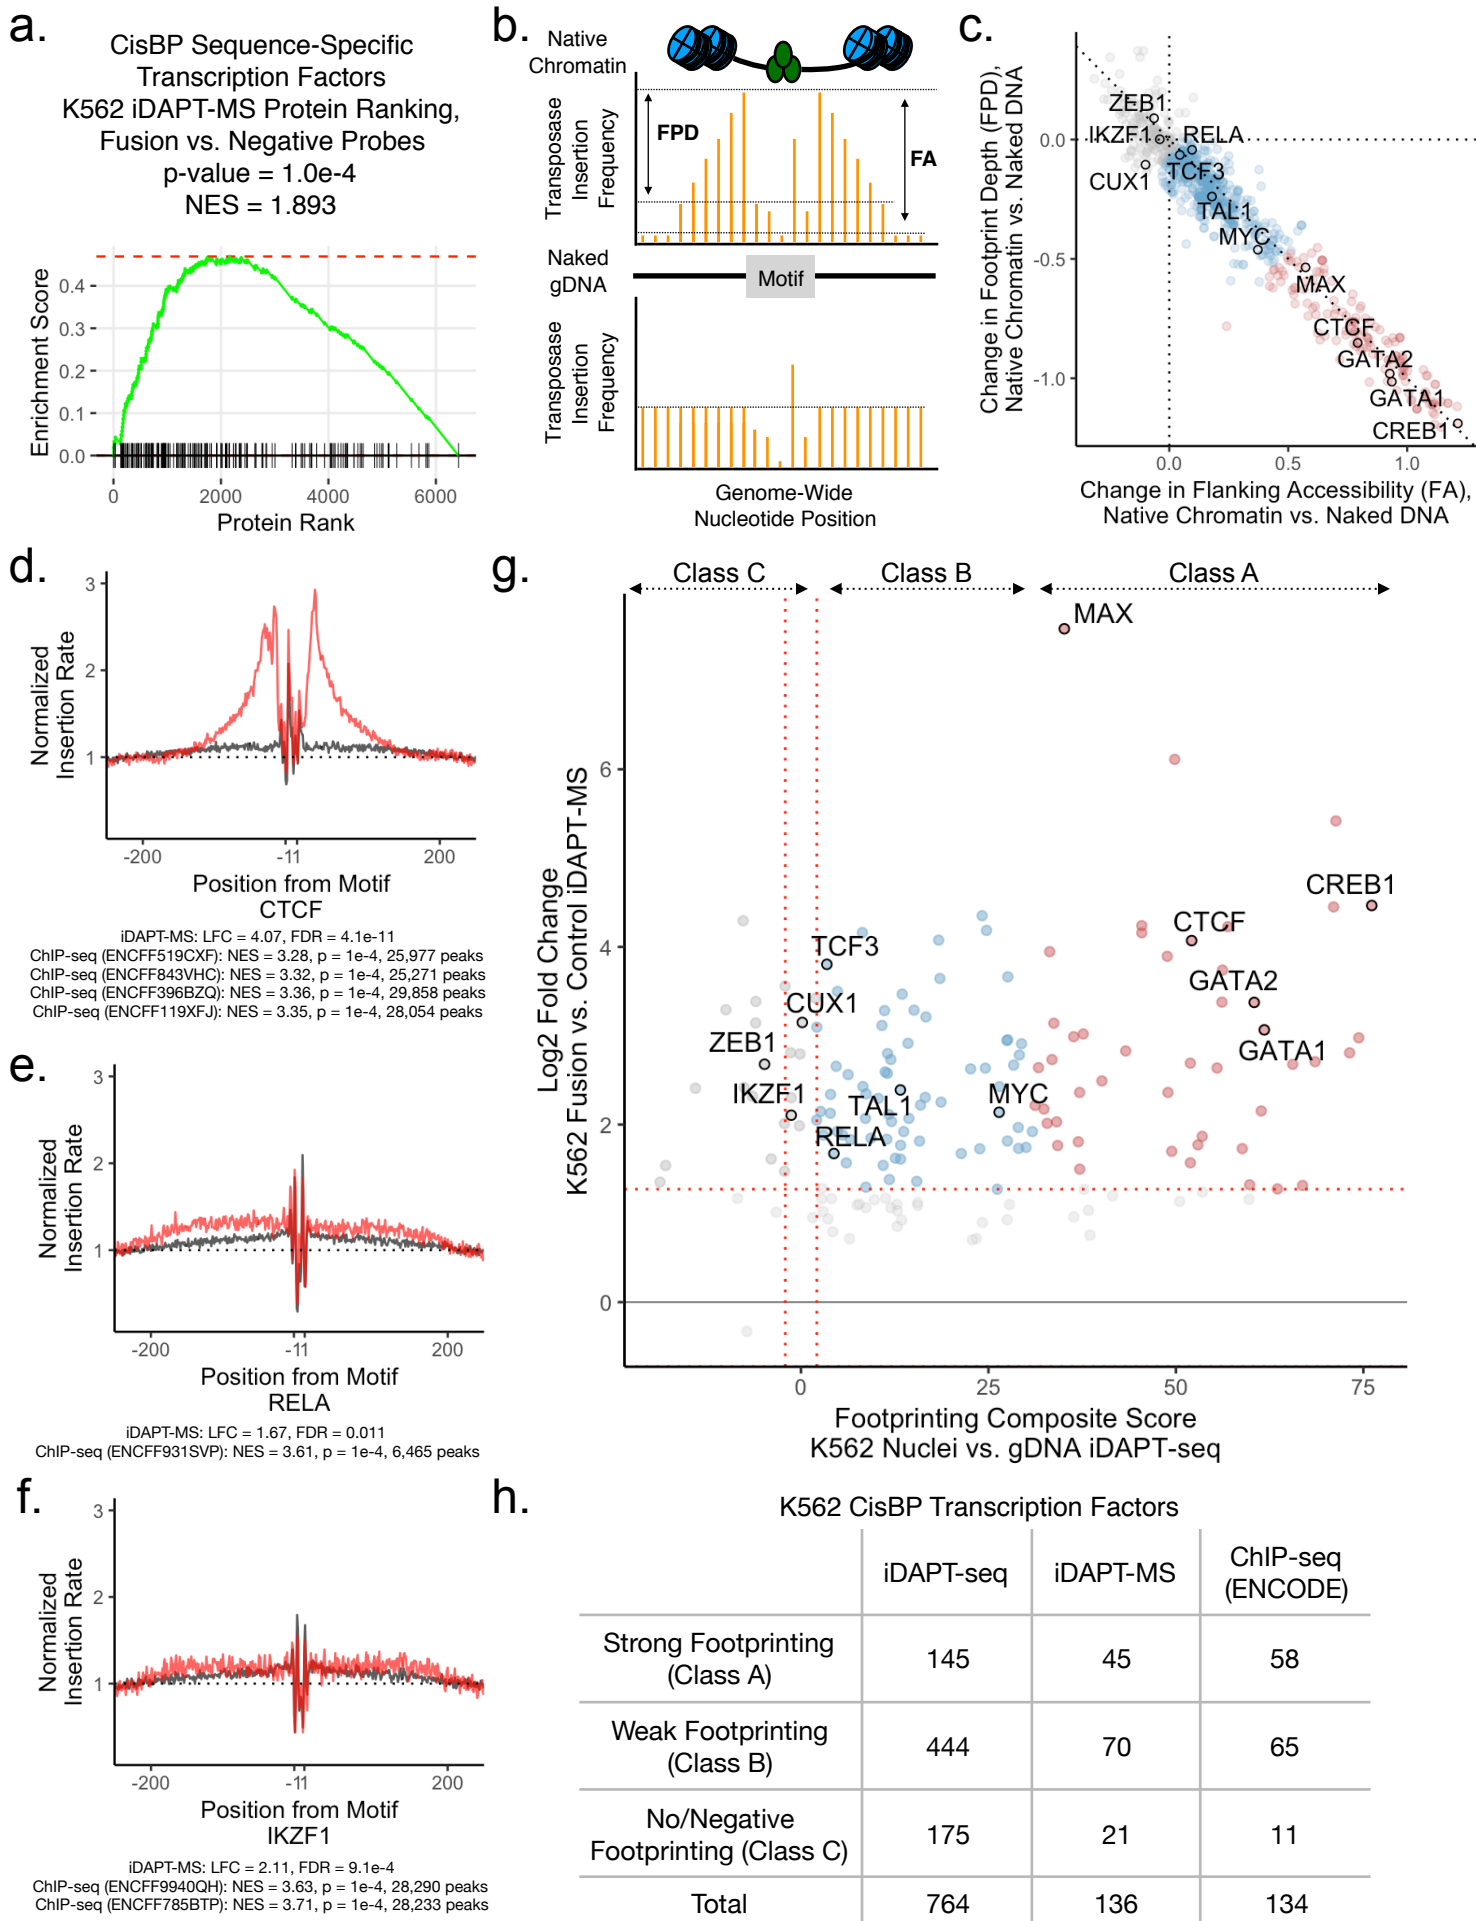 a.
CisBP Sequence-Specific
Transcription Factors
K562 iDAPT-MS Protein Ranking,
Fusion vs. Negative Probes
p-value = 1.0e-4
NES = 1.893
Enrichment Score
0.4
0.3
0.2
0.1
0.0
0
2000
4000
6000
Protein Rank
b.
Native
Chromatin
Transposase
Insertion
Frequency
FPD
FA
Naked
gDNA
Motif
Transposase
Insertion
Frequency
Genome-Wide
Nucleotide Position
c.
Change in Footprint Depth (FPD),
Native Chromatin vs. Naked DNA
0.0
-0.5
-1.0
ZEB1
IKZF1
RELA
CUX1
TCF3
TAL1
MYC
MAX
CTCF
GATA2
GATA1
CREB1
0.0
0.5
1.0
Change in Flanking Accessibility (FA),
Native Chromatin vs. Naked DNA
d.
Normalized
Insertion Rate
3
2
1
-200
-11
200
Position from Motif
CTCF
iDAPT-MS: LFC = 4.07, FDR = 4.1e-11
ChIP-seq (ENCFF519CXF): NES = 3.28, p = 1e-4, 25,977 peaks
ChIP-seq (ENCFF843VHC): NES = 3.32, p = 1e-4, 25,271 peaks
ChIP-seq (ENCFF396BZQ): NES = 3.36, p = 1e-4, 29,858 peaks
ChIP-seq (ENCFF119XFJ): NES = 3.35, p = 1e-4, 28,054 peaks
e.
Normalized
Insertion Rate
3
2
1
-200
-11
200
Position from Motif
RELA
iDAPT-MS: LFC = 1.67, FDR = 0.011
ChIP-seq (ENCFF931SVP): NES = 3.61, p = 1e-4, 6,465 peaks
f.
Normalized
Insertion Rate
3
2
1
-200
-11
200
Position from Motif
IKZF1
iDAPT-MS: LFC = 2.11, FDR = 9.1e-4
ChIP-seq (ENCFF994OQH): NES = 3.63, p = 1e-4, 28,290 peaks
ChIP-seq (ENCFF785BTP): NES = 3.71, p = 1e-4, 28,233 peaks
g.
Class C
Class B
Class A
Log2 Fold Change
K562 Fusion vs. Control iDAPT-MS
6
4
2
0
MAX
CREB1
CTCF
TCF3
GATA2
CUX1
ZEB1
GATA1
IKZF1
TAL1
MYC
RELA
0
25
50
75
Footprinting Composite Score
K562 Nuclei vs. gDNA iDAPT-seq
h.
K562 CisBP Transcription Factors
iDAPT-seq
iDAPT-MS
ChIP-seq
(ENCODE)
Strong Footprinting
(Class A)
145
45
58
Weak Footprinting
(Class B)
444
70
65
No/Negative
Footprinting (Class C)
175
21
11
Total
764
136
134